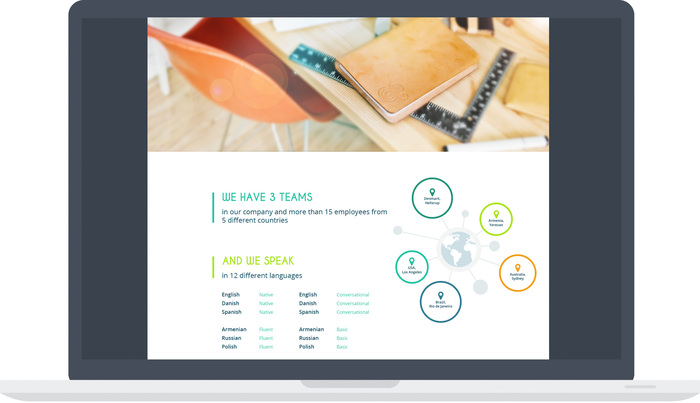 WE HAVE 3 TEAMS
in our company and more than 15 employees from
5 different countries
AND WE SPEAK
in 12 different languages
English Native English Conversational
Danish Native Danish Conversational
Spanish Native Spanish Conversational
Armenian Fluent Armenian Basic
Russian Fluent Russian Basic
Polish Fluent Polish Basic
Denmark,
Armenia,
Yerevan
USA,
Los Angeles
Australia,
Sydney
Brazil,
Rio de Janeiro